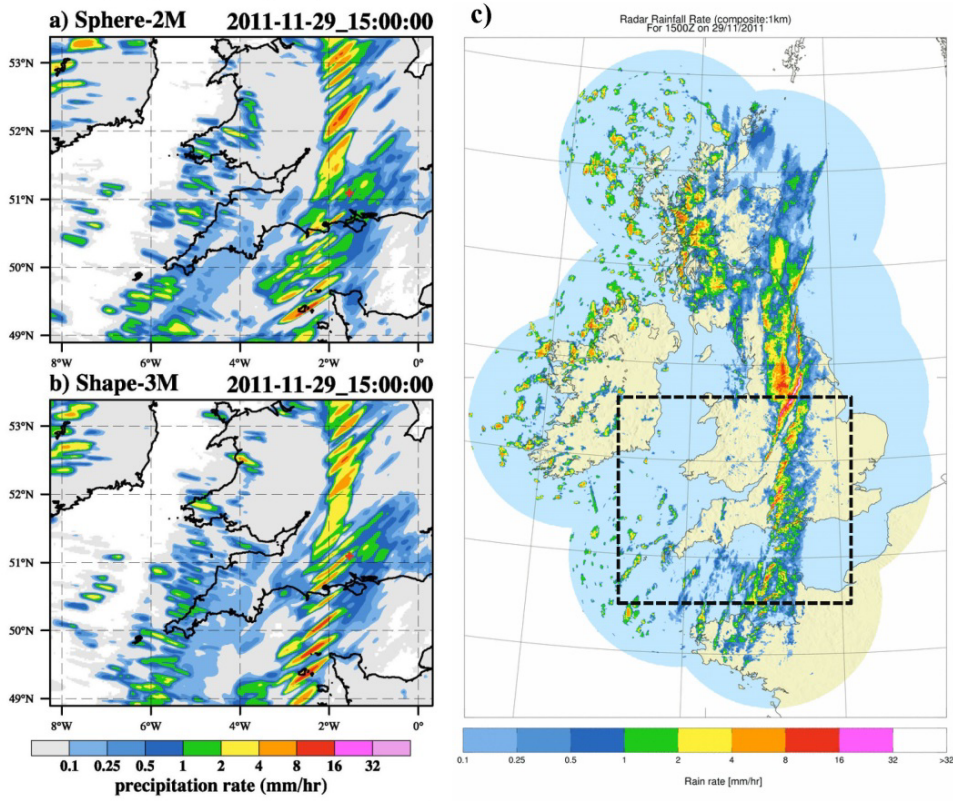 a) Sphere-2M 2011-11-29_15:00:00
53°N
52°N
51°N
50°N
49°N
8°W 6°W 4°W 2°W 0°
b) Shape-3M 2011-11-29_15:00:00
53°N
52°N
51°N
50°N
49°N
8°W 6°W 4°W 2°W 0°
0.1 0.25 0.5 1 2 4 8 16 32
precipitation rate (mm/hr)
c)
Radar Rainfall Rate (composite:1km)
For 1500Z on 29/11/2011
0.1 0.25 0.5 1 2 4 8 16 32 >32
Rain rate [mm/hr]